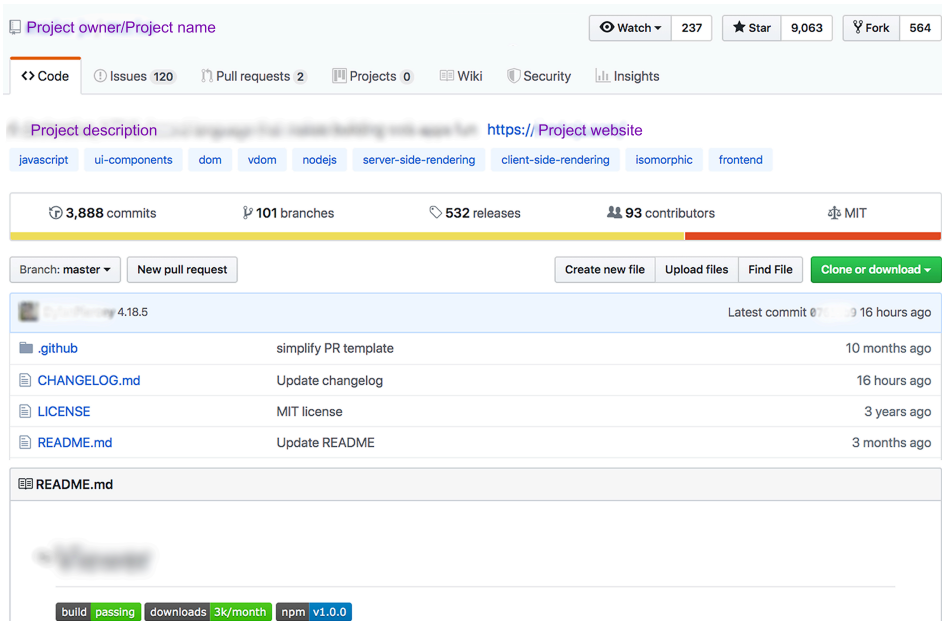 Project owner/Project name Watch 237 Star 9,063 Fork 564
Code Issues 120 Pull requests 2 Projects 0 Wiki Security Insights
Project description https:// Project website
javascript ui-components dom vdom nodejs server-side-rendering client-side-rendering isomorphic frontend
3,888 commits 101 branches 532 releases 93 contributors MIT
Branch: master New pull request Create new file Upload files Find File Clone or download
4.18.5 Latest commit 16 hours ago
.github simplify PR template 10 months ago
CHANGELOG.md Update changelog 16 hours ago
LICENSE MIT license 3 years ago
README.md Update README 3 months ago
README.md
build passing downloads 3k/month npm v1.0.0